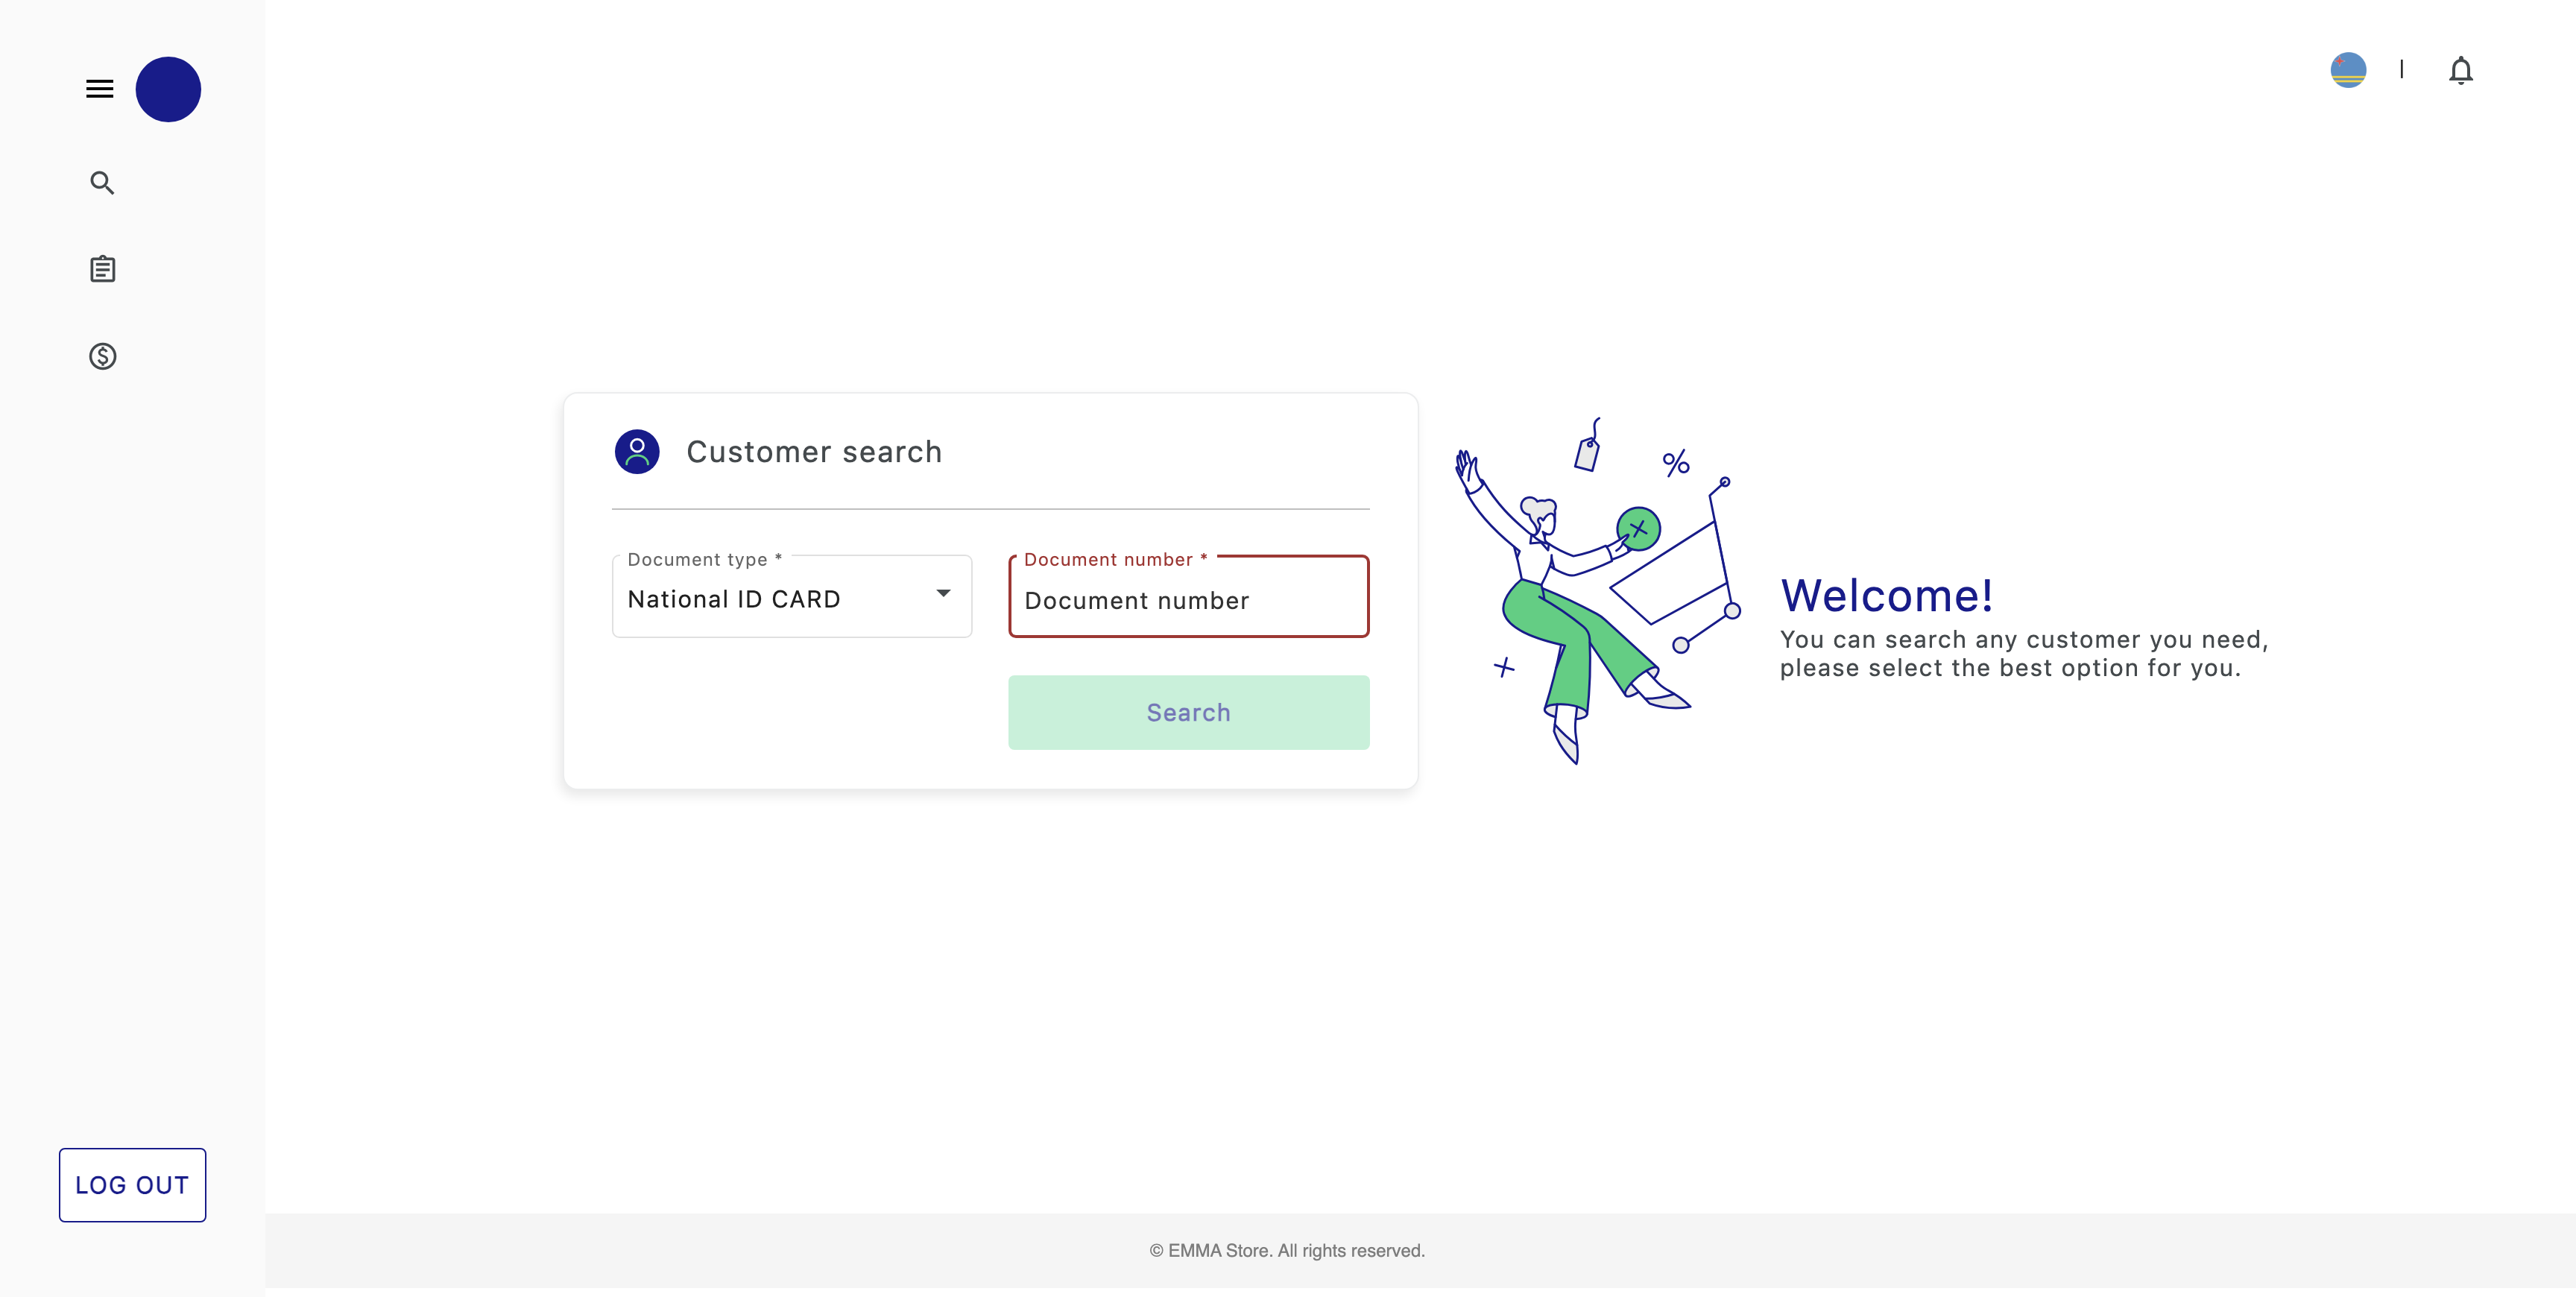 Customer search
Document type *
National ID CARD
Document number *
Document number
Search
Welcome!
You can search any customer you need,
please select the best option for you.
LOG OUT
© EMMA Store. All rights reserved.